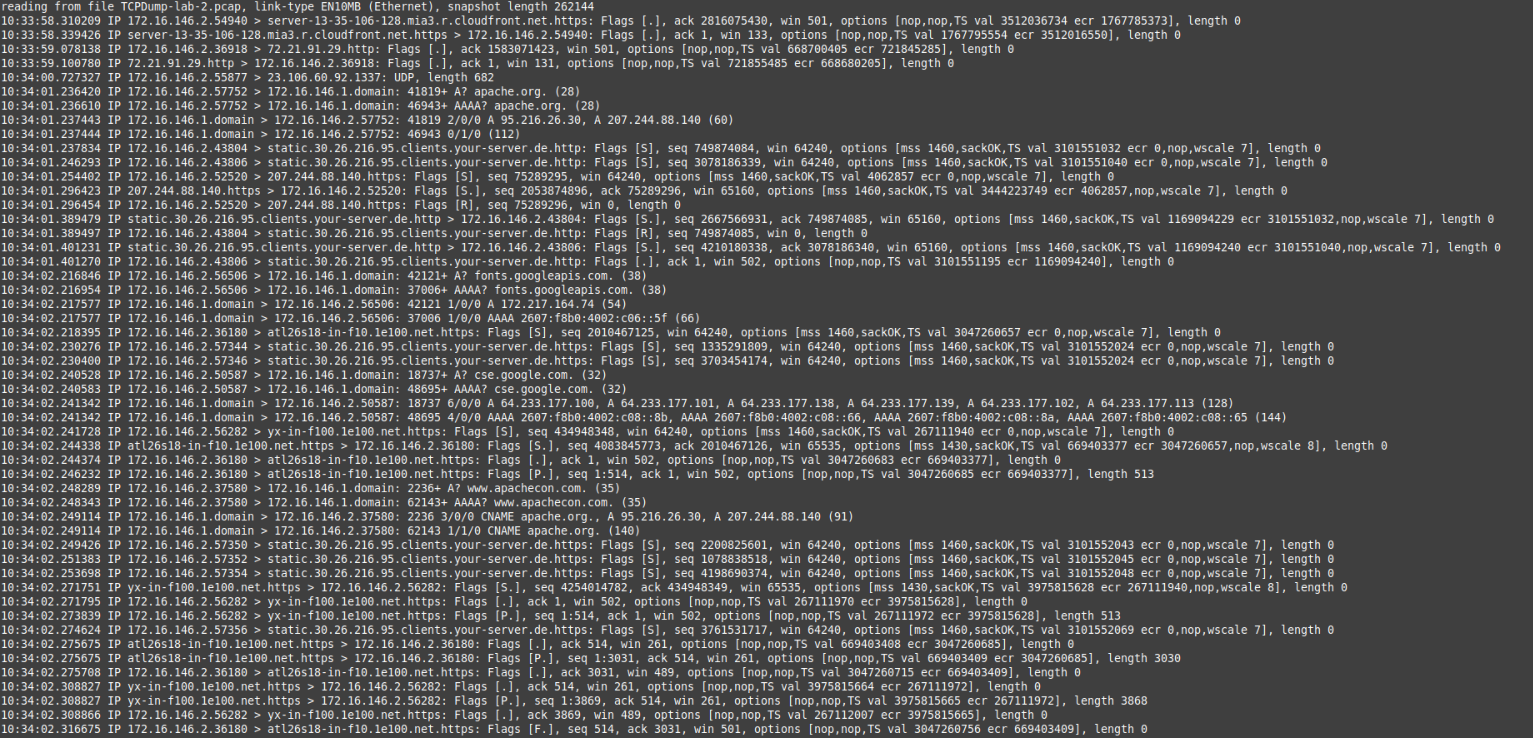 reading from file TCPDump-lab-2.pcap, link-type EN10MB (Ethernet), snapshot length 262144
10:33:58.310209 IP 172.16.146.2.54940 > server-13-35-106-128.mia3.r.cloudfront.net.https: Flags [.], ack 2816075430, win 501, options [nop,nop,TS val 3512036734 ecr 1767785373], length 0
10:33:58.339426 IP server-13-35-106-128.mia3.r.cloudfront.net.https > 172.16.146.2.54940: Flags [.], ack 1, win 133, options [nop,nop,TS val 1767795554 ecr 3512016550], length 0
10:33:59.078138 IP 172.16.146.2.36918 > 72.21.91.29.http: Flags [.], ack 1583071423, win 501, options [nop,nop,TS val 668700405 ecr 721845285], length 0
10:33:59.100780 IP 72.21.91.29.http > 172.16.146.2.36918: Flags [.], ack 1, win 131, options [nop,nop,TS val 721855485 ecr 668680205], length 0
10:34:00.727327 IP 172.16.146.2.55877 > 23.106.60.92.1337: UDP, length 682
10:34:01.236420 IP 172.16.146.2.57752 > 172.16.146.1.domain: 41819+ A? apache.org. (28)
10:34:01.236610 IP 172.16.146.2.57752 > 172.16.146.1.domain: 46943+ AAAA? apache.org. (28)
10:34:01.237443 IP 172.16.146.1.domain > 172.16.146.2.57752: 41819 2/0/0 A 95.216.26.30, A 207.244.88.140 (60)
10:34:01.237444 IP 172.16.146.1.domain > 172.16.146.2.57752: 46943 0/1/0 (112)
10:34:01.237834 IP 172.16.146.2.43804 > static.30.26.216.95.clients.your-server.de.http: Flags [S], seq 749874084, win 64240, options [mss 1460,sackOK,TS val 3101551032 ecr 0,nop,wscale 7], length 0
10:34:01.246293 IP 172.16.146.2.43806 > static.30.26.216.95.clients.your-server.de.http: Flags [S], seq 3078186339, win 64240, options [mss 1460,sackOK,TS val 3101551040 ecr 0,nop,wscale 7], length 0
10:34:01.254402 IP 172.16.146.2.52520 > 207.244.88.140.https: Flags [S], seq 75289295, win 64240, options [mss 1460,sackOK,TS val 4062857 ecr 0,nop,wscale 7], length 0
10:34:01.296423 IP 207.244.88.140.https > 172.16.146.2.52520: Flags [S.], seq 2053874896, ack 75289296, win 65160, options [mss 1460,sackOK,TS val 3444223749 ecr 4062857,nop,wscale 7], length 0
10:34:01.296454 IP 172.16.146.2.52520 > 207.244.88.140.https: Flags [R], seq 75289296, win 0, length 0
10:34:01.389479 IP static.30.26.216.95.clients.your-server.de.http > 172.16.146.2.43804: Flags [S.], seq 2667566931, ack 749874085, win 65160, options [mss 1460,sackOK,TS val 1169094229 ecr 3101551032,nop,wscale 7], length 0
10:34:01.389497 IP 172.16.146.2.43804 > static.30.26.216.95.clients.your-server.de.http: Flags [R], seq 749874085, win 0, length 0
10:34:01.401231 IP static.30.26.216.95.clients.your-server.de.http > 172.16.146.2.43806: Flags [S.], seq 4210180338, ack 3078186340, win 65160, options [mss 1460,sackOK,TS val 1169094240 ecr 3101551040,nop,wscale 7], length 0
10:34:01.401270 IP 172.16.146.2.43806 > static.30.26.216.95.clients.your-server.de.http: Flags [.], ack 1, win 502, options [nop,nop,TS val 3101551195 ecr 1169094240], length 0
10:34:02.216846 IP 172.16.146.2.56506 > 172.16.146.1.domain: 42121+ A? fonts.googleapis.com. (38)
10:34:02.216954 IP 172.16.146.2.56506 > 172.16.146.1.domain: 37006+ AAAA? fonts.googleapis.com. (38)
10:34:02.217577 IP 172.16.146.1.domain > 172.16.146.2.56506: 42121 1/0/0 A 172.217.164.74 (54)
10:34:02.217577 IP 172.16.146.1.domain > 172.16.146.2.56506: 37006 1/0/0 AAAA 2607:f8b0:4002:c06::5f (66)
10:34:02.218395 IP 172.16.146.2.36180 > atl26s18-in-f10.1e100.net.https: Flags [S], seq 2010467125, win 64240, options [mss 1460,sackOK,TS val 3047260657 ecr 0,nop,wscale 7], length 0
10:34:02.230276 IP 172.16.146.2.57344 > static.30.26.216.95.clients.your-server.de.https: Flags [S], seq 1335291809, win 64240, options [mss 1460,sackOK,TS val 3101552024 ecr 0,nop,wscale 7], length 0
10:34:02.230400 IP 172.16.146.2.57346 > static.30.26.216.95.clients.your-server.de.https: Flags [S], seq 3703454174, win 64240, options [mss 1460,sackOK,TS val 3101552024 ecr 0,nop,wscale 7], length 0
10:34:02.240528 IP 172.16.146.2.50587 > 172.16.146.1.domain: 18737+ A? cse.google.com. (32)
10:34:02.240583 IP 172.16.146.2.50587 > 172.16.146.1.domain: 48695+ AAAA? cse.google.com. (32)
10:34:02.241342 IP 172.16.146.1.domain > 172.16.146.2.50587: 18737 6/0/0 A 64.233.177.100, A 64.233.177.101, A 64.233.177.138, A 64.233.177.139, A 64.233.177.102, A 64.233.177.113 (128)
10:34:02.241342 IP 172.16.146.1.domain > 172.16.146.2.50587: 48695 4/0/0 AAAA 2607:f8b0:4002:c08::8b, AAAA 2607:f8b0:4002:c08::66, AAAA 2607:f8b0:4002:c08::8a, AAAA 2607:f8b0:4002:c08::65 (144)
10:34:02.241728 IP 172.16.146.2.56282 > yx-in-f100.1e100.net.https: Flags [S], seq 434948348, win 64240, options [mss 1460,sackOK,TS val 267111940 ecr 0,nop,wscale 7], length 0
10:34:02.244338 IP atl26s18-in-f10.1e100.net.https > 172.16.146.2.36180: Flags [S.], seq 4083845773, ack 2010467126, win 65535, options [mss 1430,sackOK,TS val 669403377 ecr 3047260657,nop,wscale 8], length 0
10:34:02.244374 IP 172.16.146.2.36180 > atl26s18-in-f10.1e100.net.https: Flags [.], ack 1, win 502, options [nop,nop,TS val 3047260683 ecr 669403377], length 0
10:34:02.246232 IP 172.16.146.2.36180 > atl26s18-in-f10.1e100.net.https: Flags [P.], seq 1:514, ack 1, win 502, options [nop,nop,TS val 3047260685 ecr 669403377], length 513
10:34:02.248289 IP 172.16.146.2.37580 > 172.16.146.1.domain: 2236+ A? www.apachecon.com. (35)
10:34:02.248343 IP 172.16.146.2.37580 > 172.16.146.1.domain: 62143+ AAAA? www.apachecon.com. (35)
10:34:02.249114 IP 172.16.146.1.domain > 172.16.146.2.37580: 2236 3/0/0 CNAME apache.org., A 95.216.26.30, A 207.244.88.140 (91)
10:34:02.249114 IP 172.16.146.1.domain > 172.16.146.2.37580: 62143 1/1/0 CNAME apache.org. (140)
10:34:02.249426 IP 172.16.146.2.57350 > static.30.26.216.95.clients.your-server.de.https: Flags [S], seq 2200825601, win 64240, options [mss 1460,sackOK,TS val 3101552043 ecr 0,nop,wscale 7], length 0
10:34:02.251383 IP 172.16.146.2.57352 > static.30.26.216.95.clients.your-server.de.https: Flags [S], seq 1078838518, win 64240, options [mss 1460,sackOK,TS val 3101552045 ecr 0,nop,wscale 7], length 0
10:34:02.253698 IP 172.16.146.2.57354 > static.30.26.216.95.clients.your-server.de.https: Flags [S], seq 4198690374, win 64240, options [mss 1460,sackOK,TS val 3101552048 ecr 0,nop,wscale 7], length 0
10:34:02.271751 IP yx-in-f100.1e100.net.https > 172.16.146.2.56282: Flags [S.], seq 4254014782, ack 434948349, win 65535, options [mss 1430,sackOK,TS val 3975815628 ecr 267111940,nop,wscale 8], length 0
10:34:02.271795 IP 172.16.146.2.56282 > yx-in-f100.1e100.net.https: Flags [.], ack 1, win 502, options [nop,nop,TS val 267111970 ecr 3975815628], length 0
10:34:02.273839 IP 172.16.146.2.56282 > yx-in-f100.1e100.net.https: Flags [P.], seq 1:514, ack 1, win 502, options [nop,nop,TS val 267111972 ecr 3975815628], length 513
10:34:02.274624 IP 172.16.146.2.57356 > static.30.26.216.95.clients.your-server.de.https: Flags [S], seq 3761531717, win 64240, options [mss 1460,sackOK,TS val 3101552069 ecr 0,nop,wscale 7], length 0
10:34:02.275675 IP atl26s18-in-f10.1e100.net.https > 172.16.146.2.36180: Flags [.], ack 514, win 261, options [nop,nop,TS val 669403408 ecr 3047260685], length 0
10:34:02.275675 IP atl26s18-in-f10.1e100.net.https > 172.16.146.2.36180: Flags [P.], seq 1:3031, ack 514, win 261, options [nop,nop,TS val 669403409 ecr 3047260685], length 3030
10:34:02.275708 IP 172.16.146.2.36180 > atl26s18-in-f10.1e100.net.https: Flags [.], ack 3031, win 489, options [nop,nop,TS val 3047260715 ecr 669403409], length 0
10:34:02.308827 IP yx-in-f100.1e100.net.https > 172.16.146.2.56282: Flags [.], ack 514, win 261, options [nop,nop,TS val 3975815664 ecr 267111972], length 0
10:34:02.308827 IP yx-in-f100.1e100.net.https > 172.16.146.2.56282: Flags [P.], seq 1:3869, ack 514, win 261, options [nop,nop,TS val 3975815665 ecr 267111972], length 3868
10:34:02.308866 IP 172.16.146.2.56282 > yx-in-f100.1e100.net.https: Flags [.], ack 3869, win 489, options [nop,nop,TS val 267112007 ecr 3975815665], length 0
10:34:02.316675 IP 172.16.146.2.36180 > atl26s18-in-f10.1e100.net.https: Flags [F.], seq 514, ack 3031, win 501, options [nop,nop,TS val 3047260756 ecr 669403409], length 0